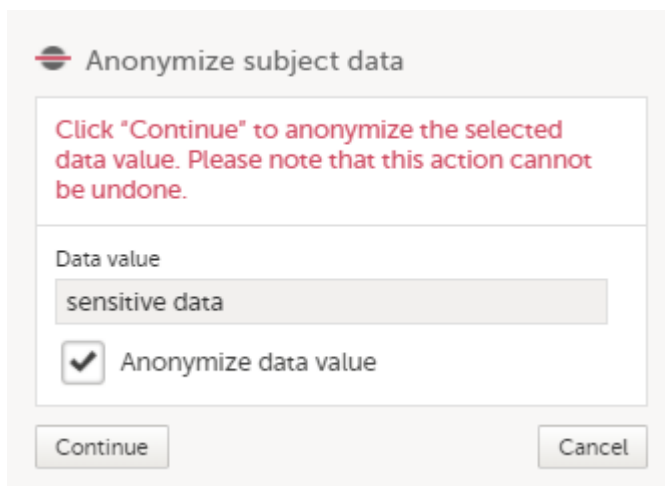 Anonymize subject data
Click “Continue” to anonymize the selected
data value. Please note that this action cannot
be undone.
Data value
sensitive data
Anonymize data value
Continue
Cancel